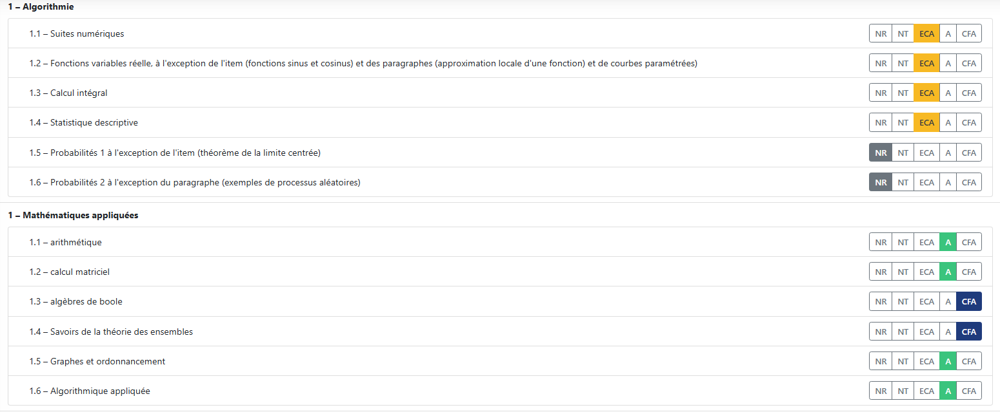 1 – Algorithmie
1.1 – Suites numériques NR NT ECA A CFA
1.2 – Fonctions variables réelle, à l'exception de l'item (fonctions sinus et cosinus) et des paragraphes (approximation locale d'une fonction) et de courbes paramétrées) NR NT ECA A CFA
1.3 – Calcul intégral NR NT ECA A CFA
1.4 – Statistique descriptive NR NT ECA A CFA
1.5 – Probabilités 1 à l'exception de l'item (théorème de la limite centrée) NR NT ECA A CFA
1.6 – Probabilités 2 à l'exception du paragraphe (exemples de processus aléatoires) NR NT ECA A CFA
1 – Mathématiques appliquées
1.1 – arithmétique NR NT ECA A CFA
1.2 – calcul matriciel NR NT ECA A CFA
1.3 – algèbres de boole NR NT ECA A CFA
1.4 – Savoirs de la théorie des ensembles NR NT ECA A CFA
1.5 – Graphes et ordonnancement NR NT ECA A CFA
1.6 – Algorithmique appliquée NR NT ECA A CFA